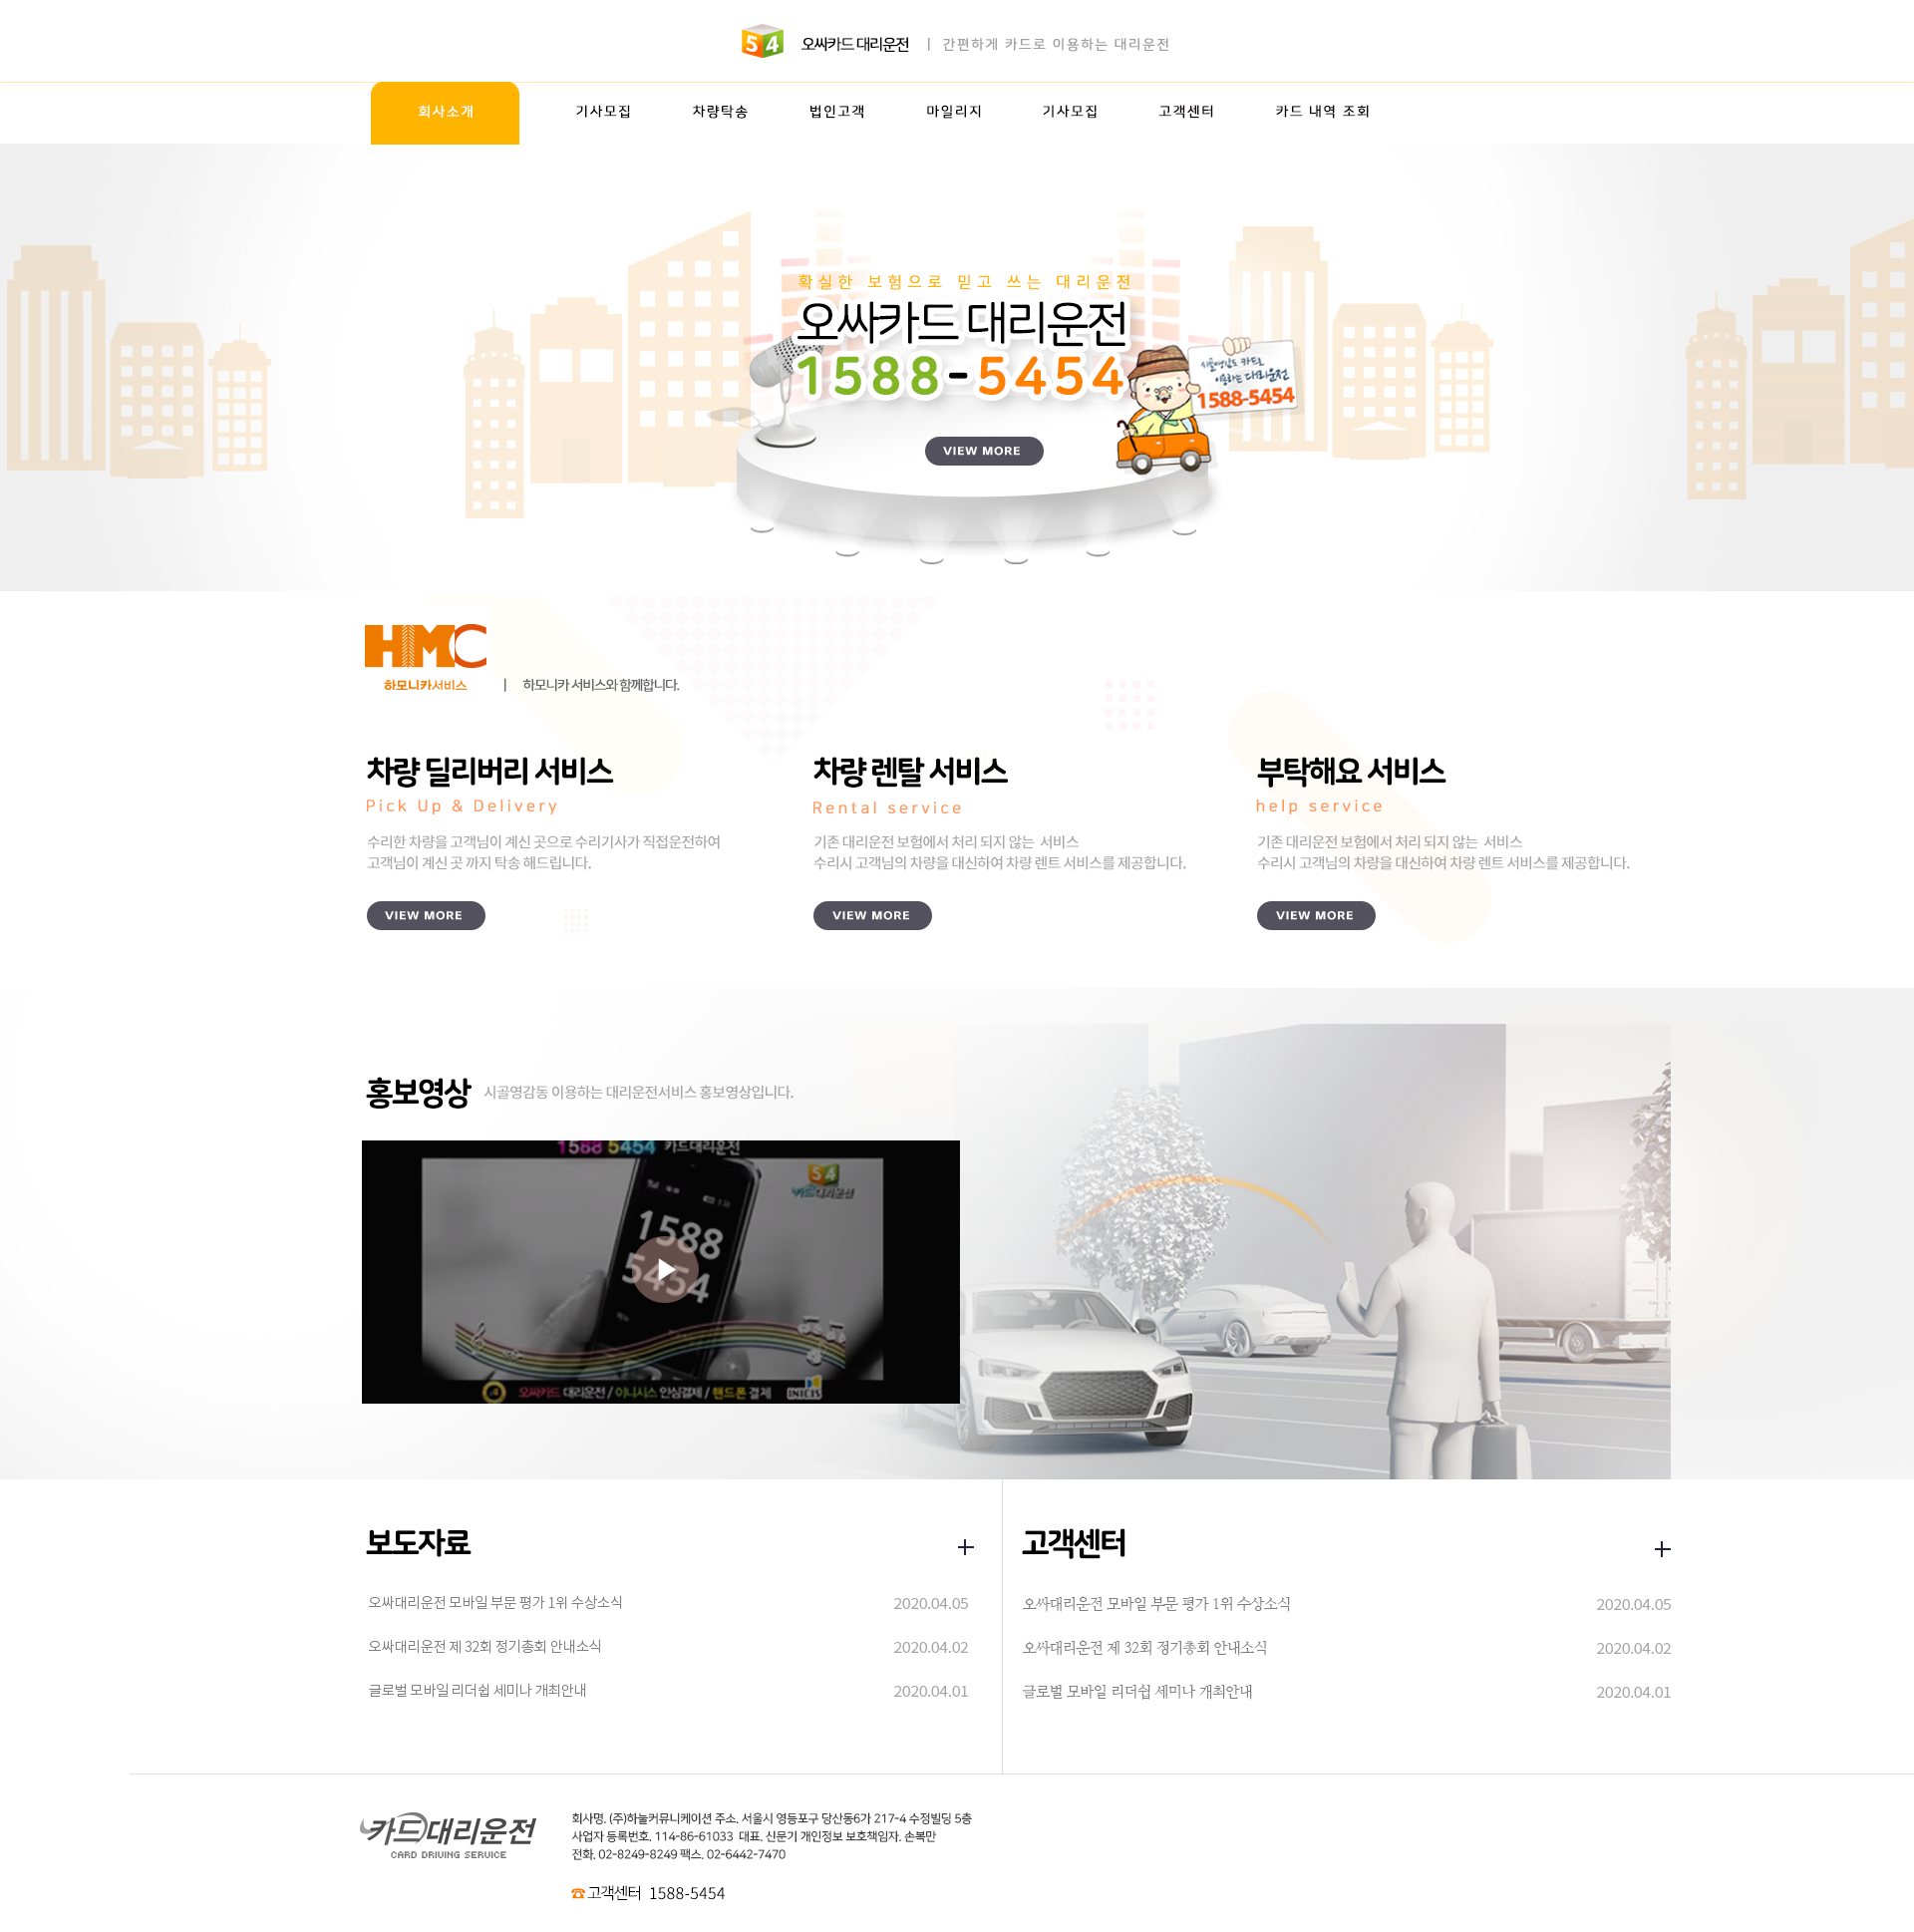 54 오싸카드 대리운전 | 간편하게 카드로 이용하는 대리운전
회사소개 기사모집 차량탁송 법인고객 마일리지 기사모집 고객센터 카드 내역 조회
확실한 보험으로 믿고 쓰는 대리운전
오싸카드 대리운전
1588-5454
시골영감도 카드로
이용하는 대리운전
1588-5454
VIEW MORE
HMC
하모니카서비스 | 하모니카 서비스와 함께합니다.
차량 딜리버리 서비스
Pick Up & Delivery
수리한 차량을 고객님이 계신 곳으로 수리기사가 직접운전하여
고객님이 계신 곳 까지 탁송 해드립니다.
VIEW MORE
차량 렌탈 서비스
Rental service
기존 대리운전 보험에서 처리 되지 않는 서비스
수리시 고객님의 차량을 대신하여 차량 렌트 서비스를 제공합니다.
VIEW MORE
부탁해요 서비스
help service
기존 대리운전 보험에서 처리 되지 않는 서비스
수리시 고객님의 차량을 대신하여 차량 렌트 서비스를 제공합니다.
VIEW MORE
홍보영상 시골영감동 이용하는 대리운전서비스 홍보영상입니다.
1588 5454 카드대리운전
54
카드대리운전
1588
5454
오싸카드 대리운전 / 이니시스 안심결제 / 핸드폰 결제 INICIS
보도자료
오싸대리운전 모바일 부문 평가 1위 수상소식 2020.04.05
오싸대리운전 제 32회 정기총회 안내소식 2020.04.02
글로벌 모바일 리더쉽 세미나 개최안내 2020.04.01
고객센터
오싸대리운전 모바일 부문 평가 1위 수상소식 2020.04.05
오싸대리운전 제 32회 정기총회 안내소식 2020.04.02
글로벌 모바일 리더쉽 세미나 개최안내 2020.04.01
카드대리운전
CARD DRIVING SERVICE
회사명. (주)하눌커뮤니케이션 주소. 서울시 영등포구 당산동6가 217-4 수정빌딩 5층
사업자 등록번호. 114-86-61033 대표. 신문기 개인정보 보호책임자. 손복만
전화. 02-8249-8249 팩스. 02-6442-7470
☎ 고객센터 1588-5454